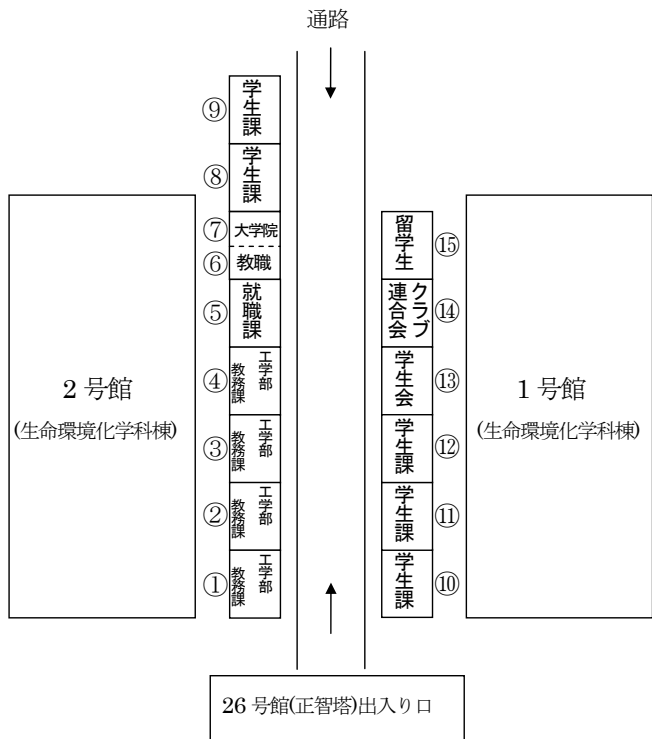 通路
⑨
学生課
⑧
学生課
⑦
大学院
⑥
教職
⑤
就職課
④
工学部
教務課
③
工学部
教務課
②
工学部
教務課
①
工学部
教務課
留学生
⑮
クラブ
連合会
⑭
学生会
⑬
学生課
⑫
学生課
⑪
学生課
⑩
2 号館
(生命環境化学科棟)
1 号館
(生命環境化学科棟)
26 号館(正智塔)出入り口